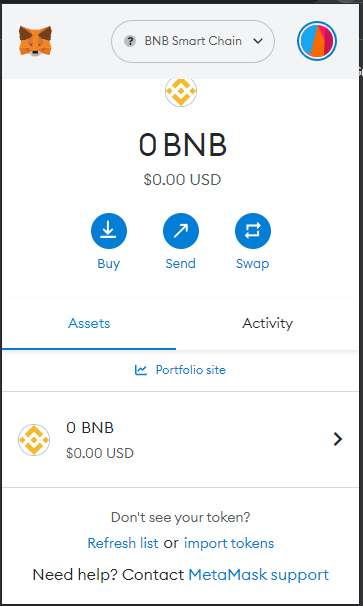 BNB Smart Chain
0 BNB
$0.00 USD
Buy Send Swap
Assets Activity
Portfolio site
0 BNB
$0.00 USD
Don't see your token?
Refresh list or import tokens
Need help? Contact MetaMask support